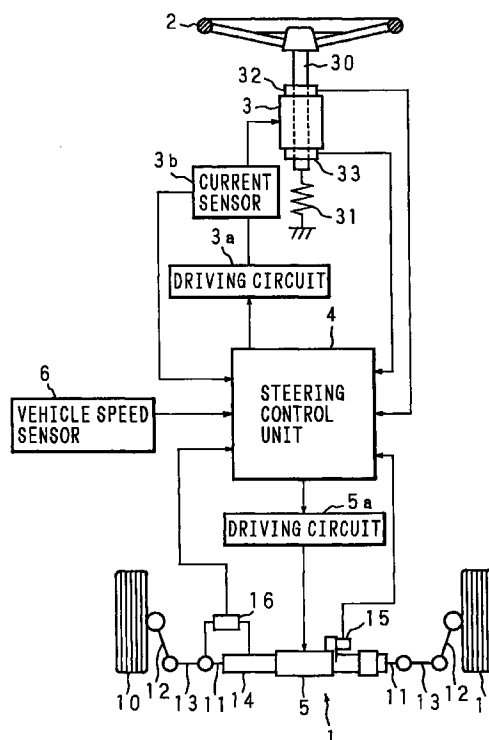 2
30
32
3
3b
CURRENT
SENSOR
33
31
3a
DRIVING CIRCUIT
4
6
VEHICLE SPEED
SENSOR
STEERING
CONTROL
UNIT
5a
DRIVING CIRCUIT
16
15
10
12
13
11
14
5
11
13
12
1
1